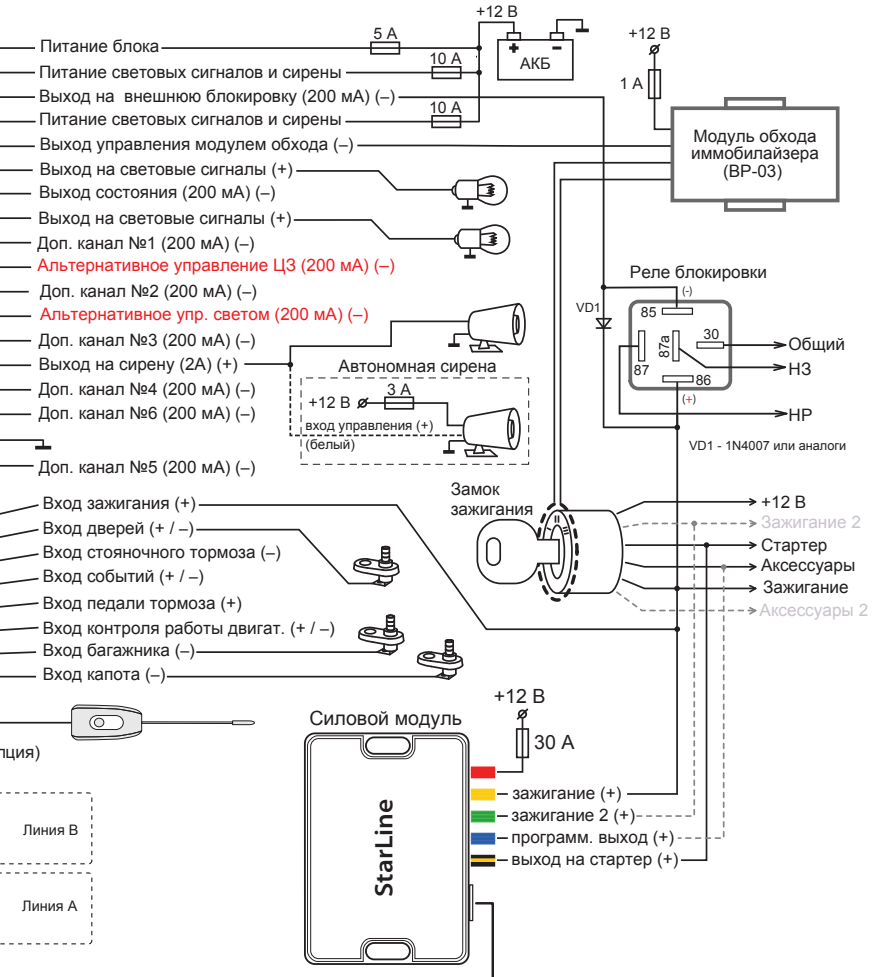 +12 В
5 А
Питание блока
10 А
Питание световых сигналов и сирены
+ −
АКБ
Выход на внешнюю блокировку (200 мА) (–)
10 А
Питание световых сигналов и сирены
Выход управления модулем обхода (–)
+12 В
1 А
Модуль обхода
иммобилайзера
(BP-03)
Выход на световые сигналы (+)
Выход состояния (200 мА) (–)
Выход на световые сигналы (+)
Доп. канал №1 (200 мА) (–)
Альтернативное управление ЦЗ (200 мА) (–)
Доп. канал №2 (200 мА) (–)
Альтернативное упр. светом (200 мА) (–)
Доп. канал №3 (200 мА) (–)
Выход на сирену (2А) (+)
Доп. канал №4 (200 мА) (–)
Доп. канал №6 (200 мА) (–)
Доп. канал №5 (200 мА) (–)
Автономная сирена
+12 В
3 А
вход управления (+)
(белый)
Реле блокировки
(-)
VD1
85
30
87а
87
86
(+)
Общий
НЗ
НР
VD1 - 1N4007 или аналоги
Вход зажигания (+)
Вход дверей (+ / –)
Вход стояночного тормоза (–)
Вход событий (+ / –)
Вход педали тормоза (+)
Вход контроля работы двигат. (+ / –)
Вход багажника (–)
Вход капота (–)
Замок
зажигания
I II III
+12 В
Зажигание 2
Стартер
Аксессуары
Зажигание
Аксессуары 2
пция)
Линия В
Линия А
Силовой модуль
+12 В
30 А
StarLine
зажигание (+)
зажигание 2 (+)
программ. выход (+)
выход на стартер (+)